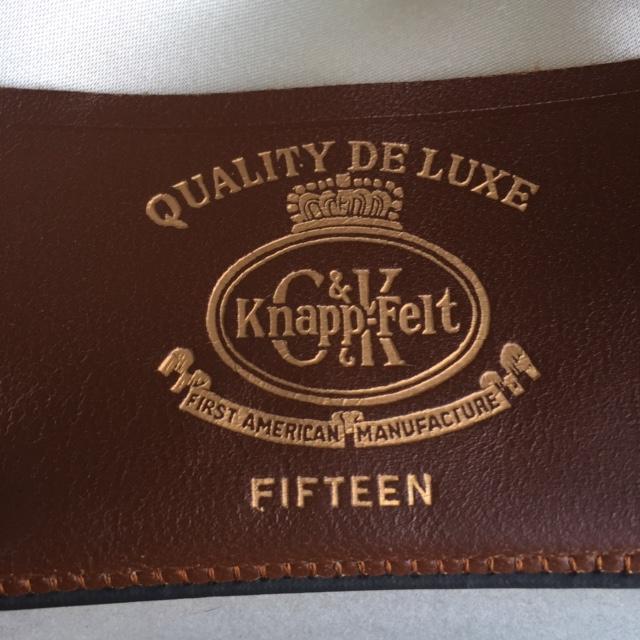 QUALITY DE LUXE
C&K
Knapp-Felt
FIRST AMERICAN MANUFACTURE
FIFTEEN